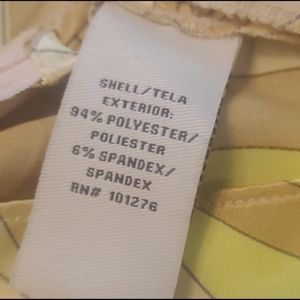 SHELL/TELA
EXTERIOR:
94% POLYESTER/
POLIESTER
6% SPANDEX/
SPANDEX
RN# 101276